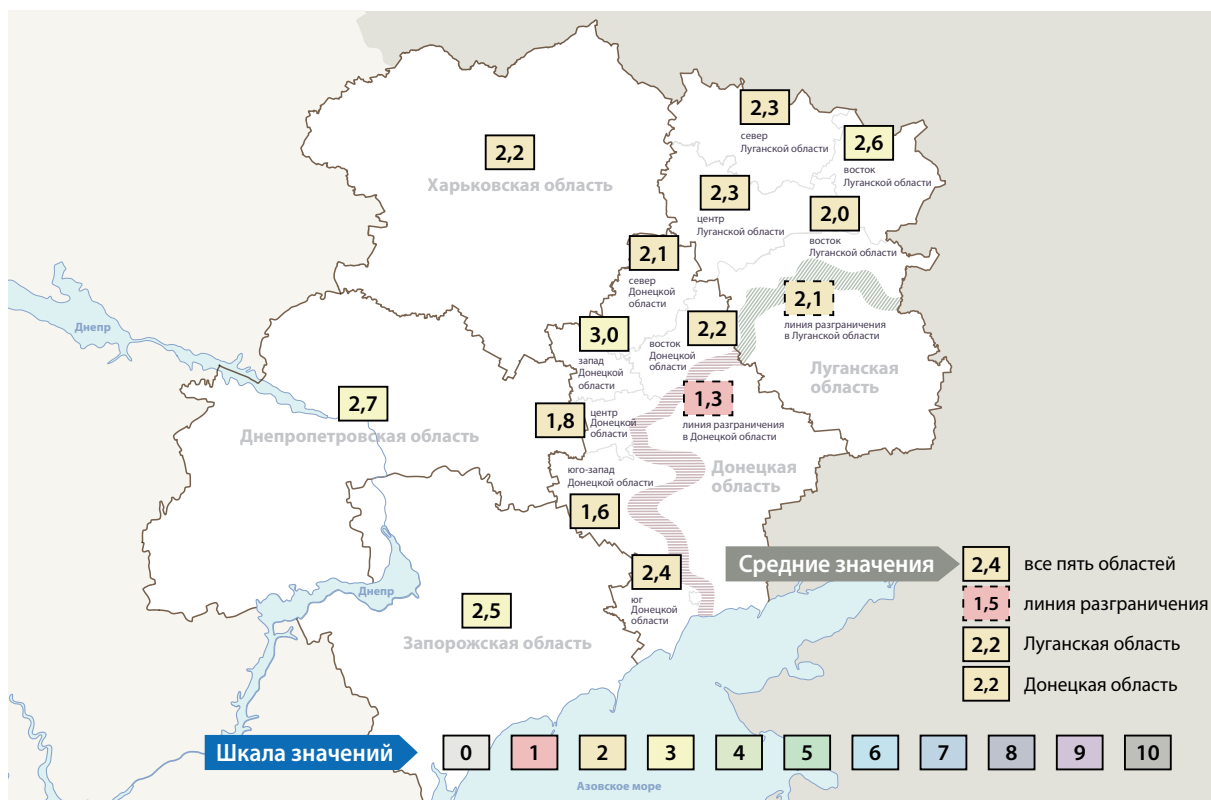 2,3
север
Луганской области
2,6
восток
Луганской области
2,2
Харьковская область
2,3
центр
Луганской области
2,0
восток
Луганской области
2,1
север
Донецкой
области
2,1
линия разграничения
в Луганской области
Днепр
3,0
запад
Донецкой
области
2,2
восток
Донецкой
области
Луганская
область
2,7
Днепропетровская область
1,8
центр
Донецкой
области
1,3
линия разграничения
в Донецкой области
юго-запад
Донецкой области
1,6
Донецкая
область
2,4
юг
Донецкой
области
Днепр
2,5
Запорожская область
Средние значения
2,4 все пять областей
1,5 линия разграничения
2,2 Луганская область
2,2 Донецкая область
Шкала значений 0 1 2 3 4 5 6 7 8 9 10
Азовское море